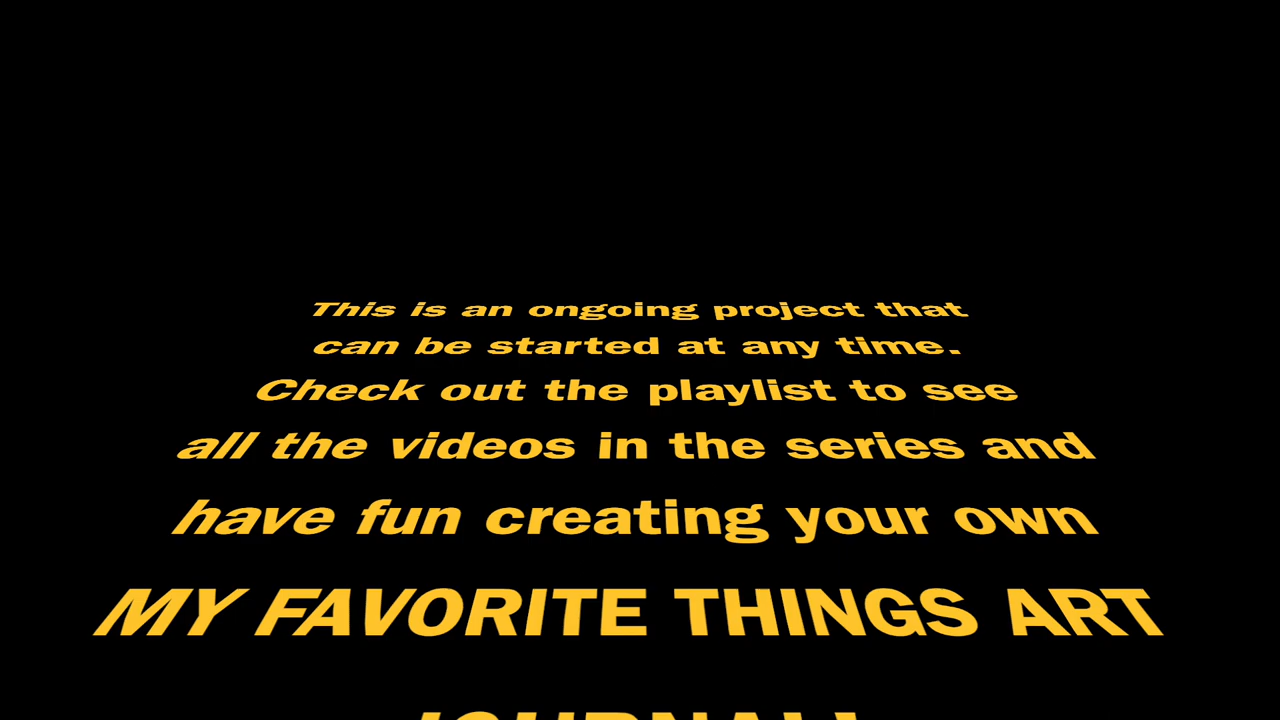 This is an ongoing project that
can be started at any time.
Check out the playlist to see
all the videos in the series and
have fun creating your own
MY FAVORITE THINGS ART